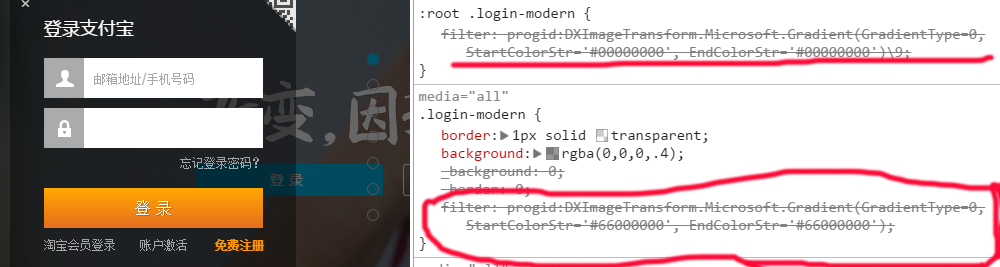 ×
登录支付宝
邮箱地址/手机号码
变,因
忘记登录密码?
登 录
登 录
淘宝会员登录 账户激活 免费注册
:root .login-modern {
filter: progid:DXImageTransform.Microsoft.Gradient(GradientType=0,
StartColorStr='#00000000', EndColorStr='#00000000')\9;
}
media="all"
.login-modern {
border:▶1px solid transparent;
background:▶rgba(0,0,0,.4);
_background: 0;
_border: 0;
filter: progid:DXImageTransform.Microsoft.Gradient(GradientType=0,
StartColorStr='#66000000', EndColorStr='#66000000');
}